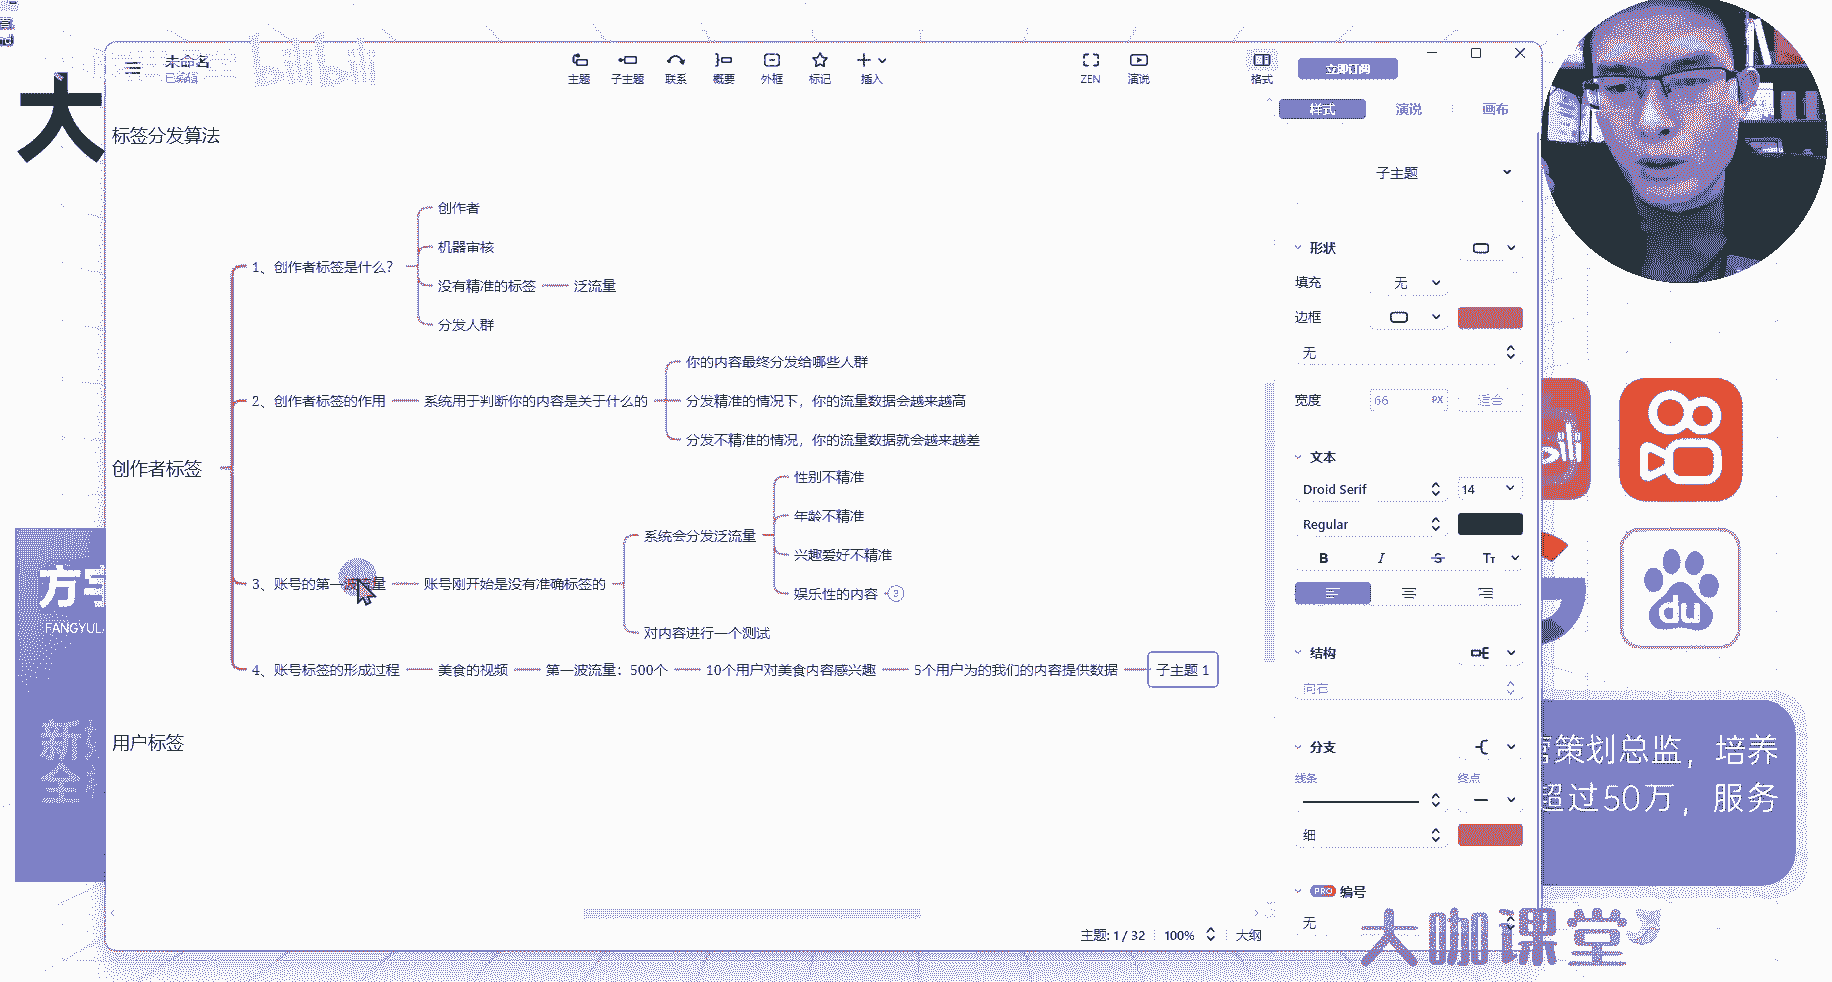 大
未命名
已编辑
bilibili
主题
子主题
联系
概要
外框
标记
插入
ZEN
演说
格式
立即订阅
样式
演说
画布
标签分发算法
创作者标签
1、创作者标签是什么？
创作者
机器审核
没有精准的标签
泛流量
分发人群
2、创作者标签的作用
系统用于判断你的内容是关于什么的
你的内容最终分发给哪些人群
分发精准的情况下，你的流量数据会越来越高
分发不精准的情况，你的流量数据就会越来越差
账号刚开始是没有准确标签的
系统会分发泛流量
性别不精准
年龄不精准
兴趣爱好不精准
娱乐性的内容
对内容进行一个测试
4、账号标签的形成过程
美食的视频
第一波流量：500个
10个用户对美食内容感兴趣
5个用户为的我们的内容提供数据
子主题 1
用户标签
子主题
形状
填充
无
边框
无
宽度
66
PX
适合
文本
Droid Serif
14
Regular
B
I
S
Tт
结构
向右
分支
线条
终点
细
PRO
编号
无
主题: 1 / 32
100%
大纲
FANGYUL
du
策划总监，培养
超过50万，服务
大咖课堂